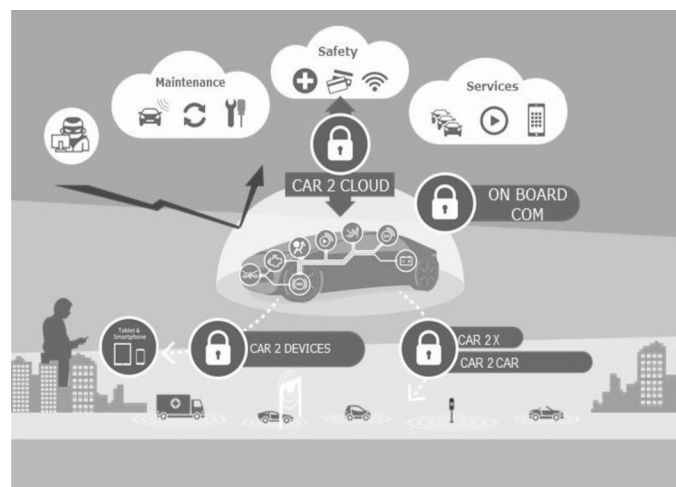 Safety
Maintenance
Services
CAR 2 CLOUD
ON BOARD
COM
Tablet &
Smartphone
CAR 2 DEVICES
CAR 2 X
CAR 2 CAR